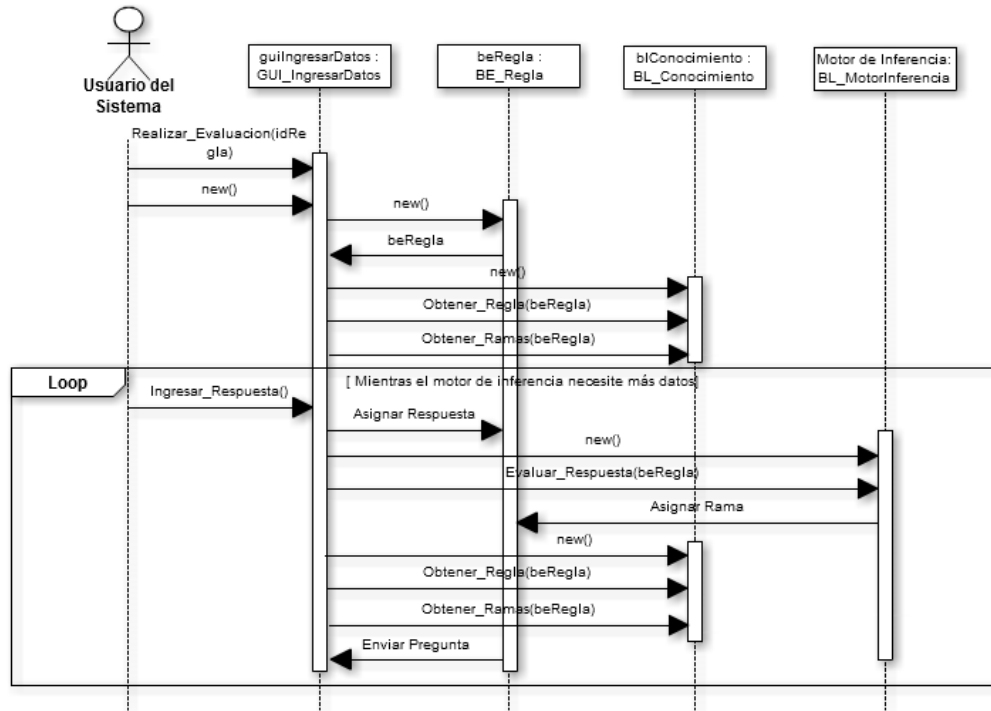 guiIngresarDatos :
GUI_IngresarDatos
beRegla :
BE_Regla
blConocimiento :
BL_Conocimiento
Motor de Inferencia:
BL_MotorInferencia
Usuario del
Sistema
Realizar_Evaluacion(idRe
gla)
new()
new()
beRegla
new()
Obtener_Regla(beRegla)
Obtener_Ramas(beRegla)
Loop
[ Mientras el motor de inferencia necesite más datos]
Ingresar_Respuesta()
Asignar Respuesta
new()
Evaluar_Respuesta(beRegla)
Asignar Rama
new()
Obtener_Regla(beRegla)
Obtener_Ramas(beRegla)
Enviar Pregunta